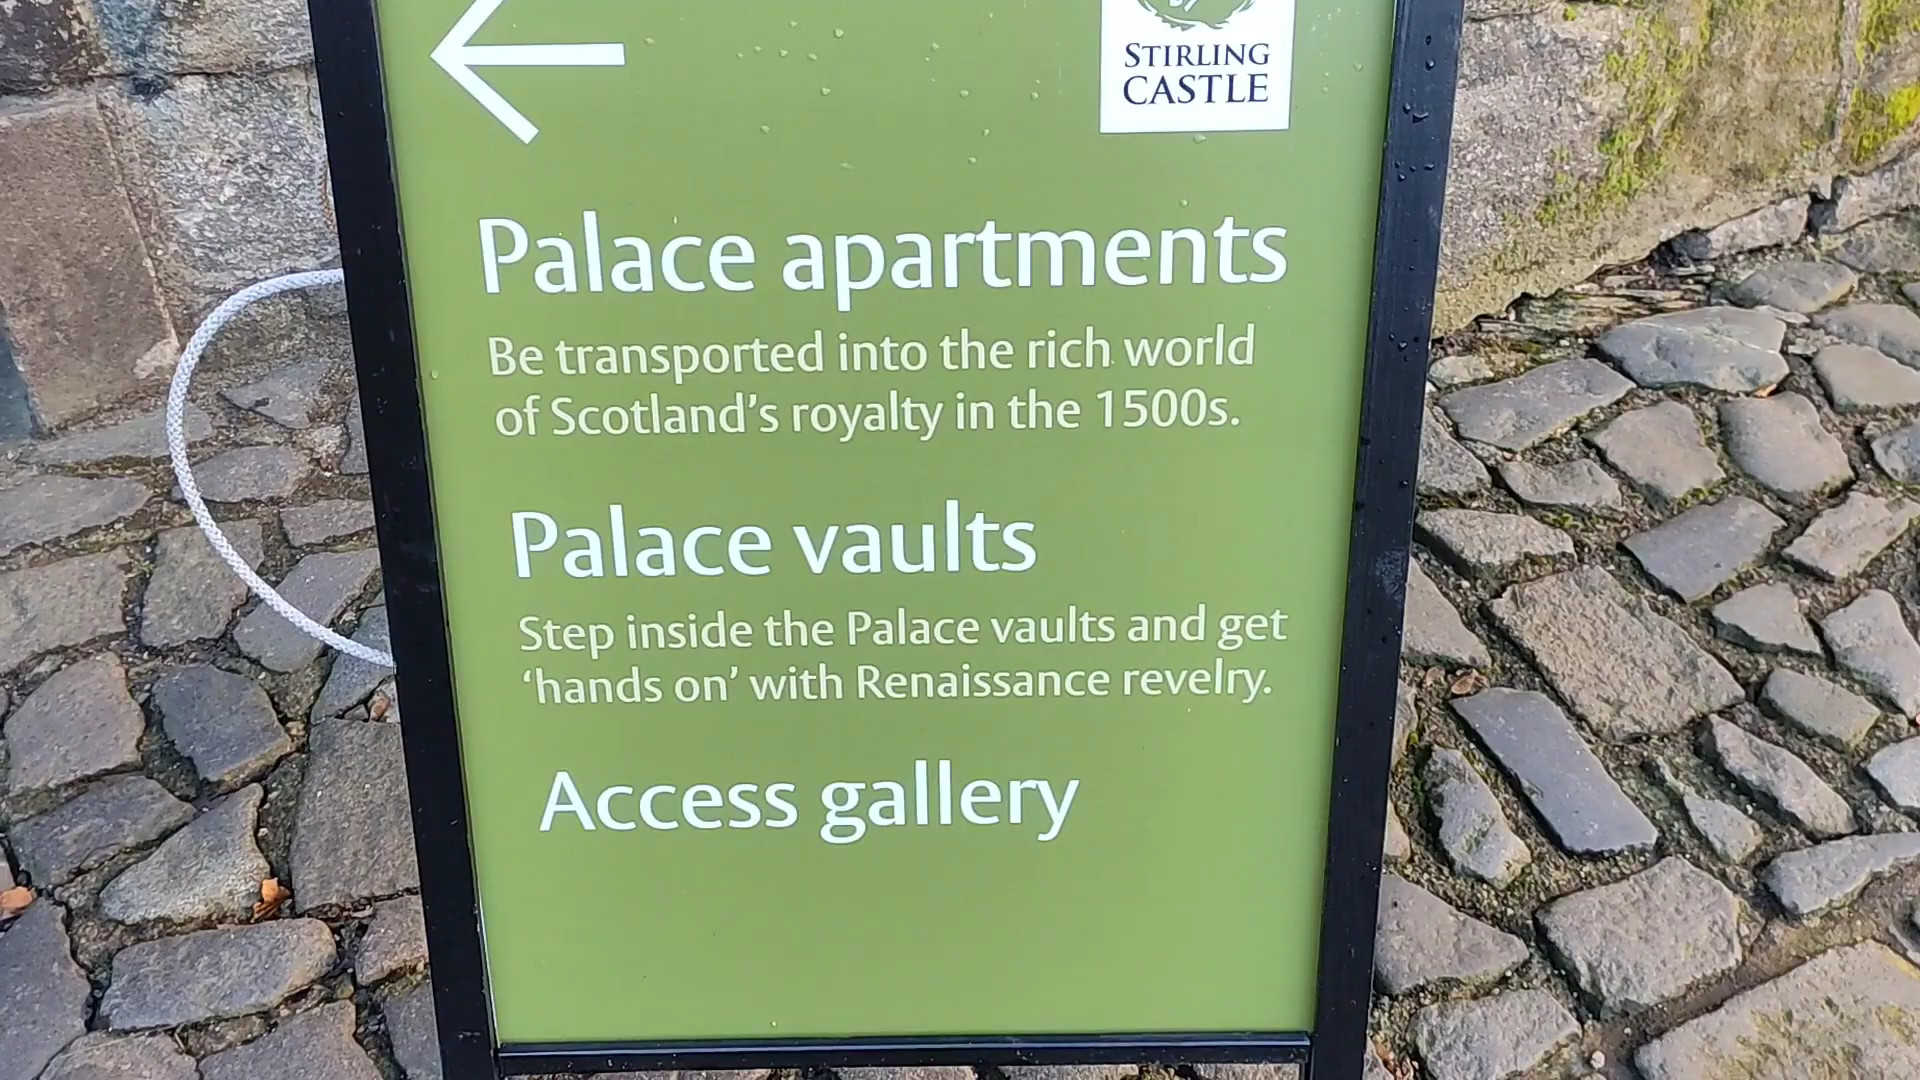 STIRLING
CASTLE
Palace apartments
Be transported into the rich world
of Scotland's royalty in the 1500s.
Palace vaults
Step inside the Palace vaults and get
‘hands on’ with Renaissance revelry.
Access gallery